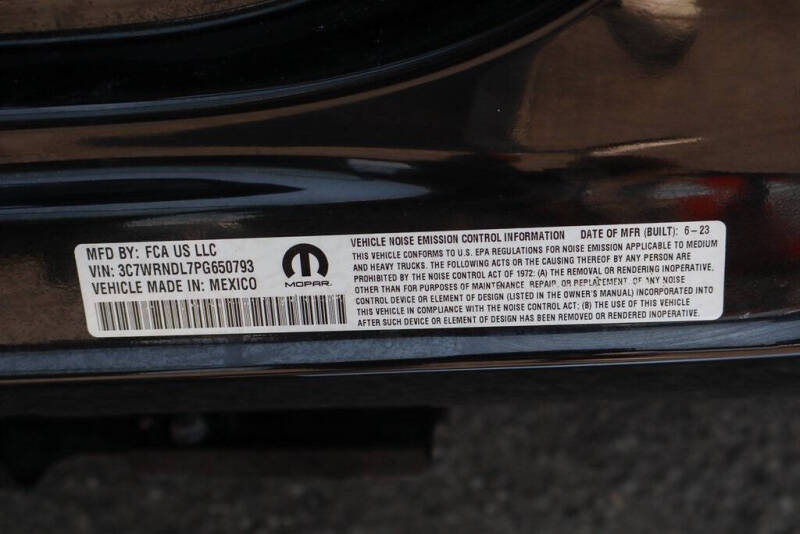 MFD BY: FCA US LLC
VIN: 3C7WRNDL7PG650793
VEHICLE MADE IN: MEXICO
MOPAR
VEHICLE NOISE EMISSION CONTROL INFORMATION DATE OF MFR (BUILT): 6-23
THIS VEHICLE CONFORMS TO U.S. EPA REGULATIONS FOR NOISE EMISSION APPLICABLE TO MEDIUM
AND HEAVY TRUCKS. THE FOLLOWING ACTS OR THE CAUSING THEREOF BY ANY PERSON ARE
PROHIBITED BY THE NOISE CONTROL ACT OF 1972: (A) THE REMOVAL OR RENDERING INOPERATIVE,
OTHER THAN FOR PURPOSES OF MAINTENANCE, REPAIR, OR REPLACEMENT, OF ANY NOISE
CONTROL DEVICE OR ELEMENT OF DESIGN (LISTED IN THE OWNER'S MANUAL) INCORPORATED INTO
THIS VEHICLE IN COMPLIANCE WITH THE NOISE CONTROL ACT; (B) THE USE OF THIS VEHICLE
AFTER SUCH DEVICE OR ELEMENT OF DESIGN HAS BEEN REMOVED OR RENDERED INOPERATIVE.